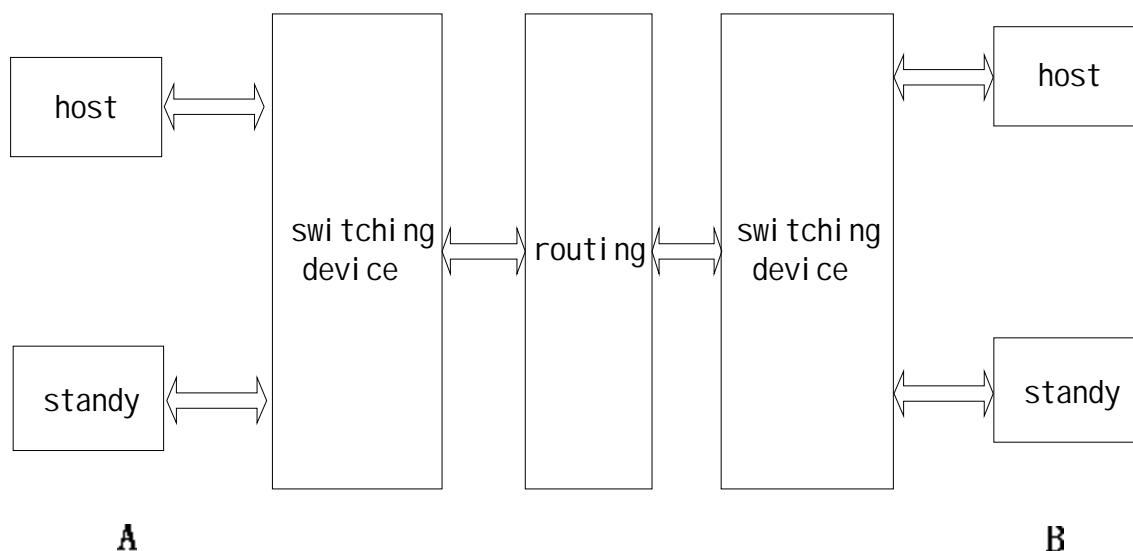 host
standy
switching
device
routing
switching
device
host
standy
A
B